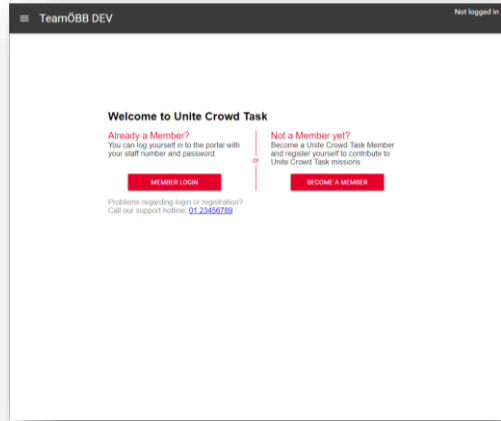 TeamÖBB DEV
Not logged in
Welcome to Unite Crowd Task
Already a Member?
You can log yourself in to the portal with
your staff number and password.
MEMBER LOGIN
or
Not a Member yet?
Become a Unite Crowd Task Member
and register yourself to contribute to
Unite Crowd Task missions
BECOME A MEMBER
Problems regarding login or registration?
Call our support hotline: 01 23456789